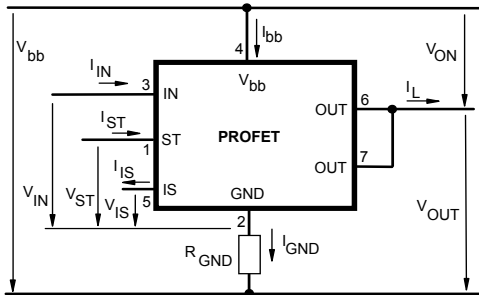 I bb
4
V bb
V ON
I IN
3
V bb
IN
6
I L
OUT
I ST
PROFET
ST
1
I IS
OUT
7
IS
V IN
V ST
V IS
5
GND
2
V OUT
R GND
I GND